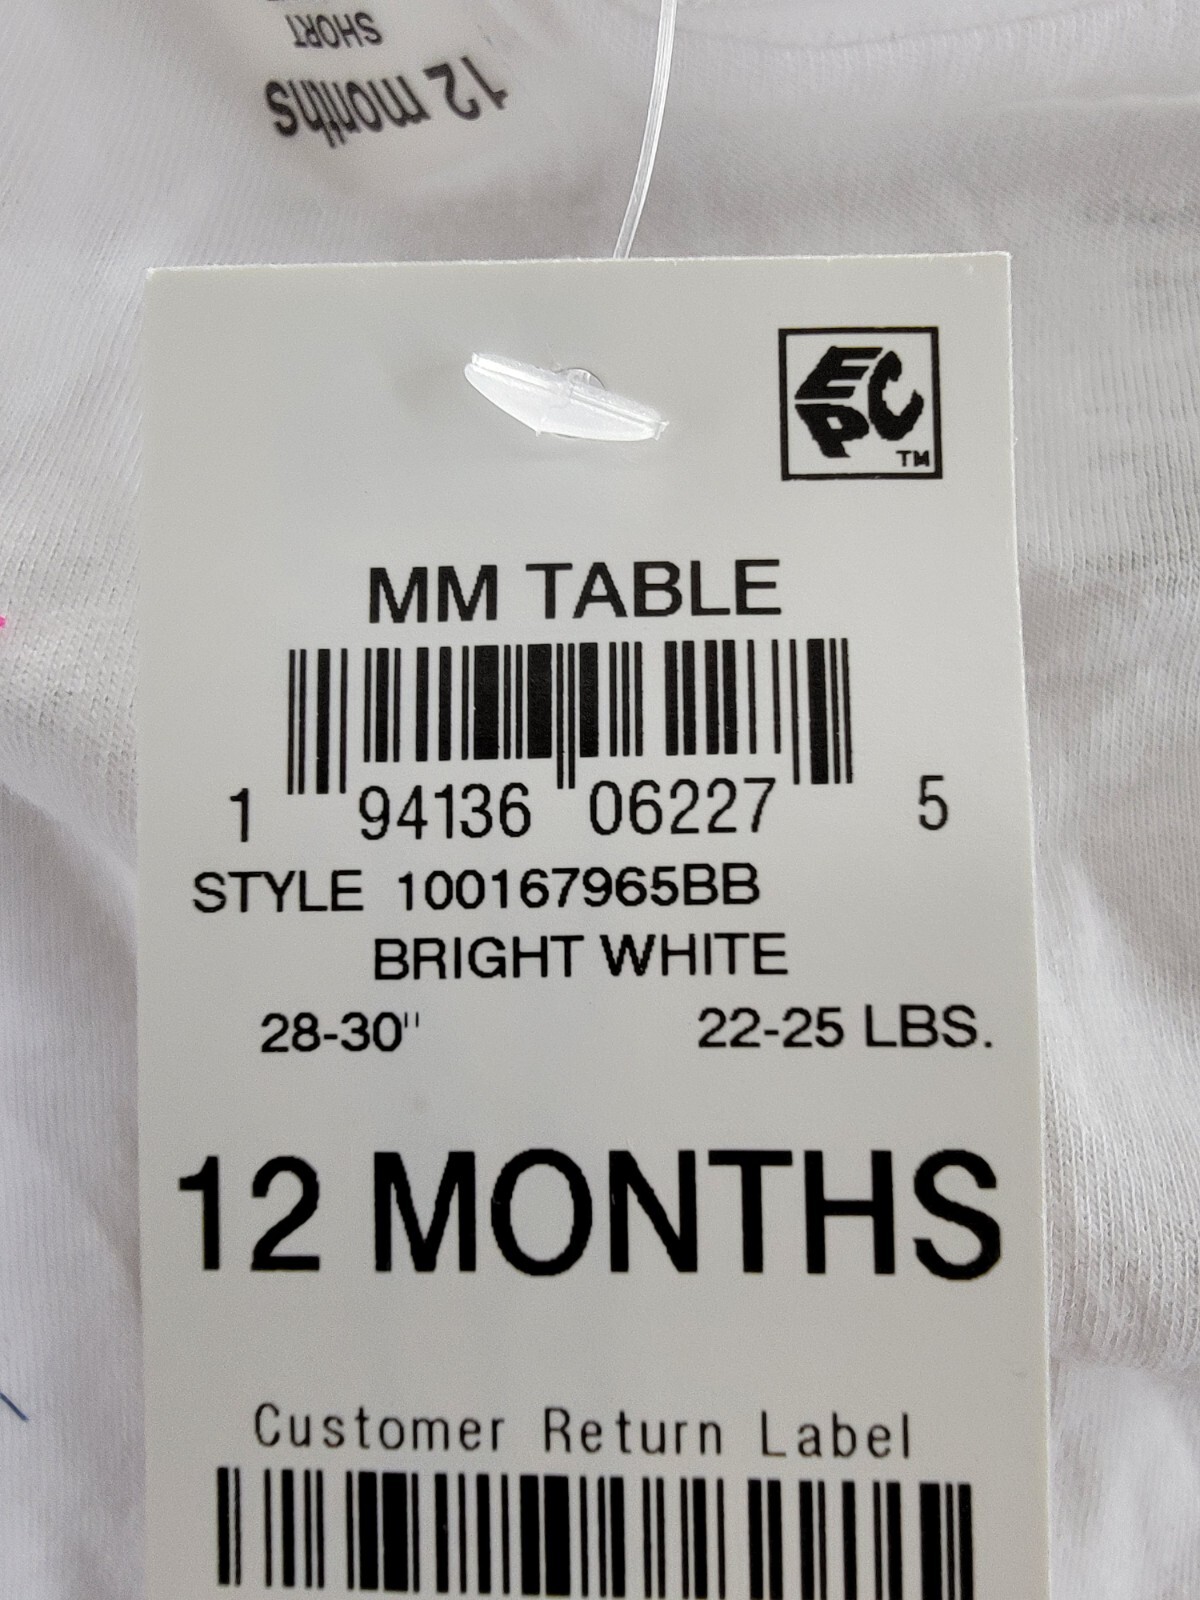 12 months
SHORT
EPC
TM
MM TABLE
1 94136 06227 5
STYLE 100167965BB
BRIGHT WHITE
28-30" 22-25 LBS.
12 MONTHS
Customer Return Label